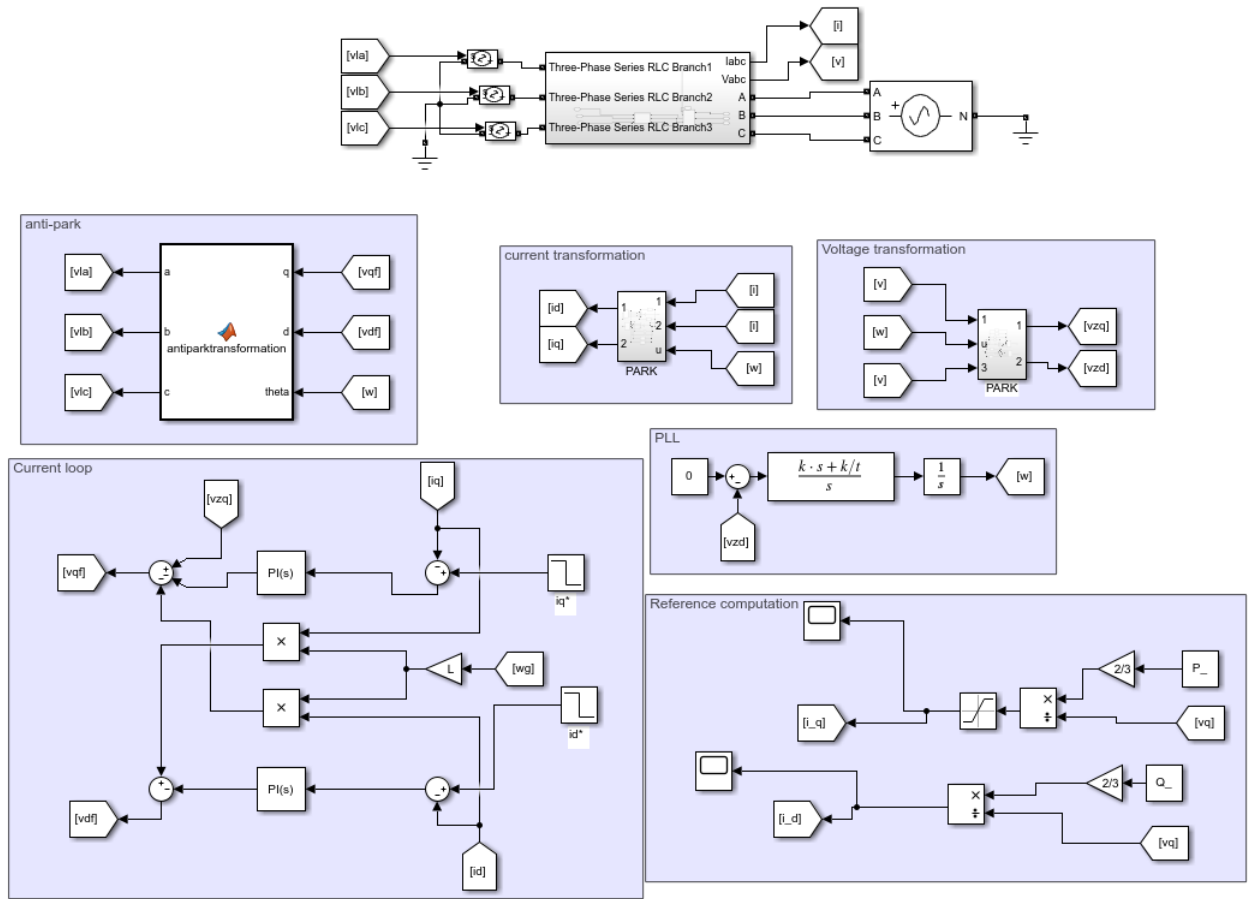 [i]
[vla]
Three-Phase Series RLC Branch1
Iabc
[v]
Vabc
[vlb]
Three-Phase Series RLC Branch2
A
A
B
B
N
[vlc]
Three-Phase Series RLC Branch3
C
C
anti-park
[vla]
a
q
[vqf]
[vlb]
b
d
[vdf]
antiparktransformation
[vlc]
c
theta
[w]
current transformation
[id]
1
1
[i]
[iq]
2
2
[i]
u
[w]
PARK
Voltage transformation
[v]
1
1
[vzq]
[w]
u
2
[vzd]
[v]
3
PARK
PLL
0
+
-
k · s + k/t
s
1
s
[w]
[vzd]
Current loop
[iq]
[vzq]
[vqf]
+
-
-
PI(s)
-
+
iq*
×
L
[wg]
×
id*
+
-
PI(s)
-
+
[vdf]
[id]
Reference computation
×
÷
2/3
P_
[i_q]
[vq]
×
÷
2/3
Q_
[i_d]
[vq]